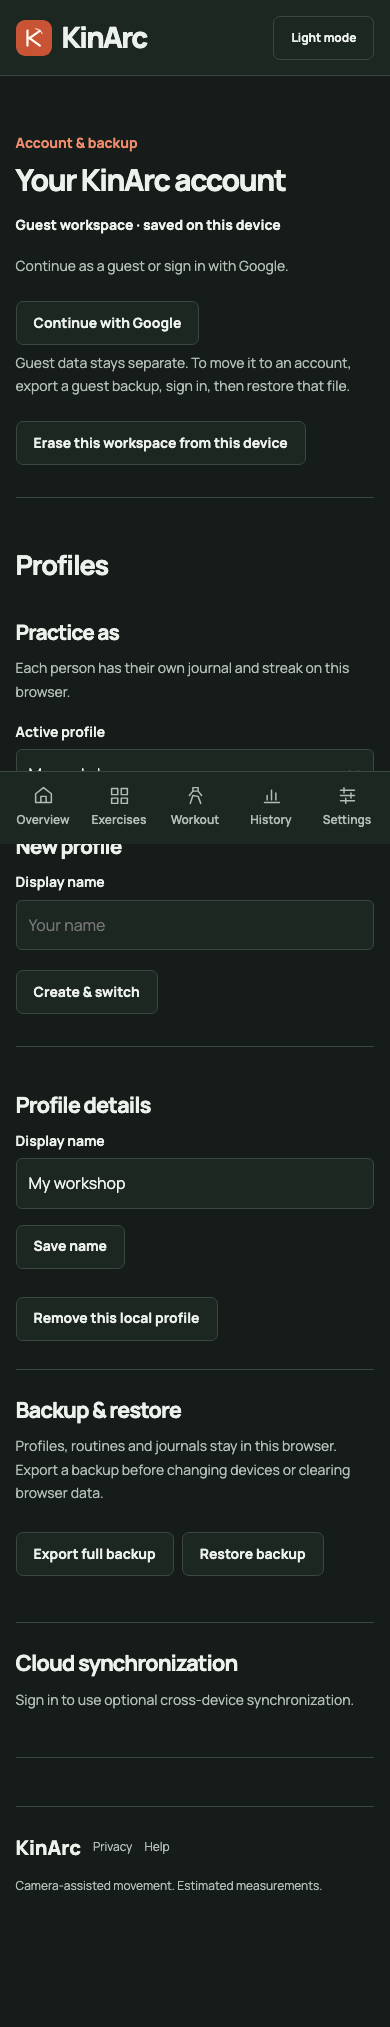 KinArc
Light mode
Account & backup
Your KinArc account
Guest workspace · saved on this device
Continue as a guest or sign in with Google.
Continue with Google
Guest data stays separate. To move it to an account,
export a guest backup, sign in, then restore that file.
Erase this workspace from this device
Profiles
Practice as
Each person has their own journal and streak on this
browser.
Active profile
Overview
Exercises
Workout
History
Settings
New profile
Display name
Your name
Create & switch
Profile details
Display name
My workshop
Save name
Remove this local profile
Backup & restore
Profiles, routines and journals stay in this browser.
Export a backup before changing devices or clearing
browser data.
Export full backup
Restore backup
Cloud synchronization
Sign in to use optional cross-device synchronization.
KinArc
Privacy
Help
Camera-assisted movement. Estimated measurements.